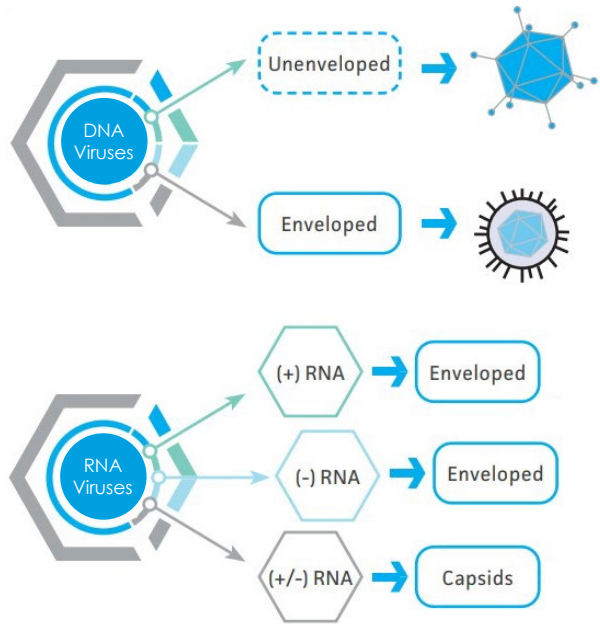 DNA
Viruses
Unenveloped
Enveloped
RNA
Viruses
(+) RNA
Enveloped
(-) RNA
Enveloped
(+/-) RNA
Capsids